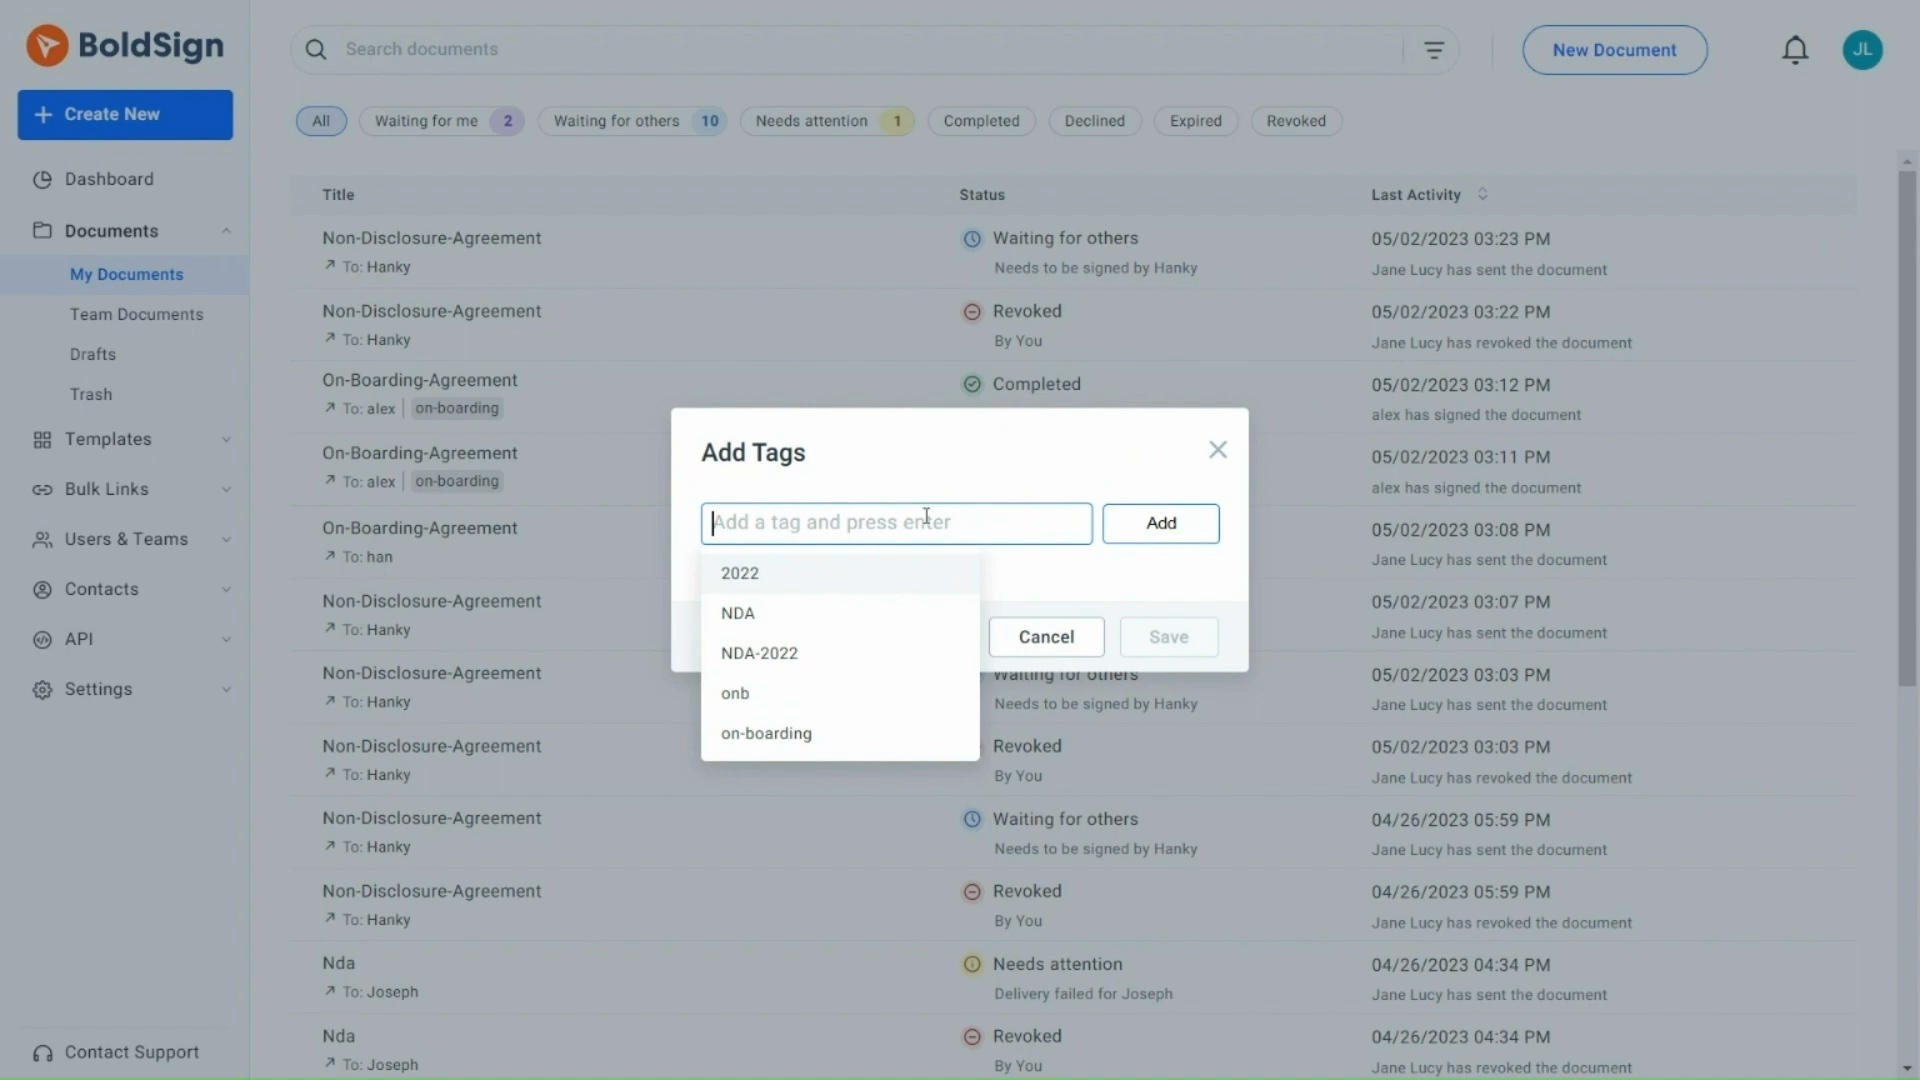 BoldSign
Search documents
New Document
JL
Create New
All
Waiting for me 2
Waiting for others 10
Needs attention 1
Completed
Declined
Expired
Revoked
Dashboard
Documents
My Documents
Team Documents
Drafts
Trash
Templates
Bulk Links
Users & Teams
Contacts
API
Settings
Contact Support
Title Status Last Activity
Non-Disclosure-Agreement Waiting for others 05/02/2023 03:23 PM
To: Hanky Needs to be signed by Hanky Jane Lucy has sent the document
Non-Disclosure-Agreement Revoked 05/02/2023 03:22 PM
To: Hanky By You Jane Lucy has revoked the document
On-Boarding-Agreement Completed 05/02/2023 03:12 PM
To: alex on-boarding alex has signed the document
On-Boarding-Agreement 05/02/2023 03:11 PM
To: alex on-boarding alex has signed the document
On-Boarding-Agreement 05/02/2023 03:08 PM
To: han Jane Lucy has sent the document
Non-Disclosure-Agreement 05/02/2023 03:07 PM
To: Hanky Jane Lucy has sent the document
Non-Disclosure-Agreement Waiting for others 05/02/2023 03:03 PM
To: Hanky Needs to be signed by Hanky Jane Lucy has sent the document
Non-Disclosure-Agreement Revoked 05/02/2023 03:03 PM
To: Hanky By You Jane Lucy has revoked the document
Non-Disclosure-Agreement Waiting for others 04/26/2023 05:59 PM
To: Hanky Needs to be signed by Hanky Jane Lucy has sent the document
Non-Disclosure-Agreement Revoked 04/26/2023 05:59 PM
To: Hanky By You Jane Lucy has revoked the document
Nda Needs attention 04/26/2023 04:34 PM
To: Joseph Delivery failed for Joseph Jane Lucy has sent the document
Nda Revoked 04/26/2023 04:34 PM
To: Joseph By You Jane Lucy has revoked the document
Add Tags
Add a tag and press enter
Add
2022
NDA
NDA-2022
onb
on-boarding
Cancel
Save